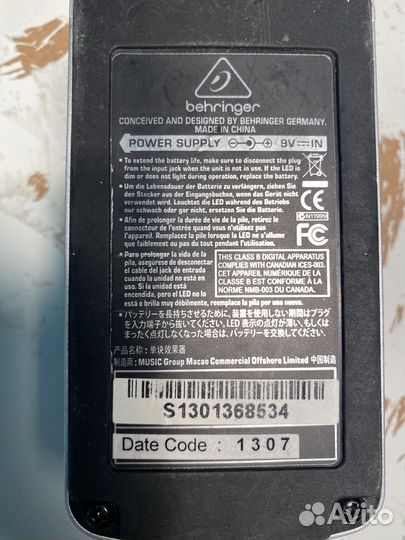 behringer
CONCEIVED AND DESIGNED BY BEHRINGER GERMANY.
MADE IN CHINA
POWER SUPPLY 9V IN
• To extend the battery life, make sure to disconnect the plug
from the input jack when the unit is not in use. If the LED is
dim or does not light during operation, replace the battery.
• Um die Lebensdauer der Batterie zu verlängern, ziehen Sie
den Stecker aus der Eingangsbuchse, wenn das Gerät nicht
verwendet wird. Leuchtet die LED während des Betriebs
nur schwach oder gar nicht, erneuern Sie die Batterie.
• Afin de prolonger la durée de vie de la pile, retirez le
connecteur de l'entrée quand vous n'utilisez pas
l'appareil. Remplacez la pile lorsque la LED ne s'allume
que faiblement ou pas du tout pendant l'utilisation.
• Para prolongar la vida de la
pila, asegúrese de desconectar
el cable del jack de entrada
cuando la unidad no esté en
uso. Si la unidad está
encendida, pero el LED no lo
está o brilla muy débilmente, reemplace la pila por una nueva.
N11999
CE
FC
THIS CLASS B DIGITAL APPARATUS
COMPLIES WITH CANADIAN ICES-003.
CET APPAREIL NUMÉRIQUE DE LA
CLASSE B EST CONFORME À LA
NORME NMB-003 DU CANADA.
• バッテリーを長持ちさせるために、使用しない期間はプラグ
を入力端子から抜いてください。LED 表示の点灯が薄い、もしくは
まったく点灯しなくなった場合は、バッテリーを交換してください。
产品名称: 单块效果器
制造商: MUSIC Group Macao Commercial Offshore Limited 中国制造
S1301368534
Date Code : 1307
Avito